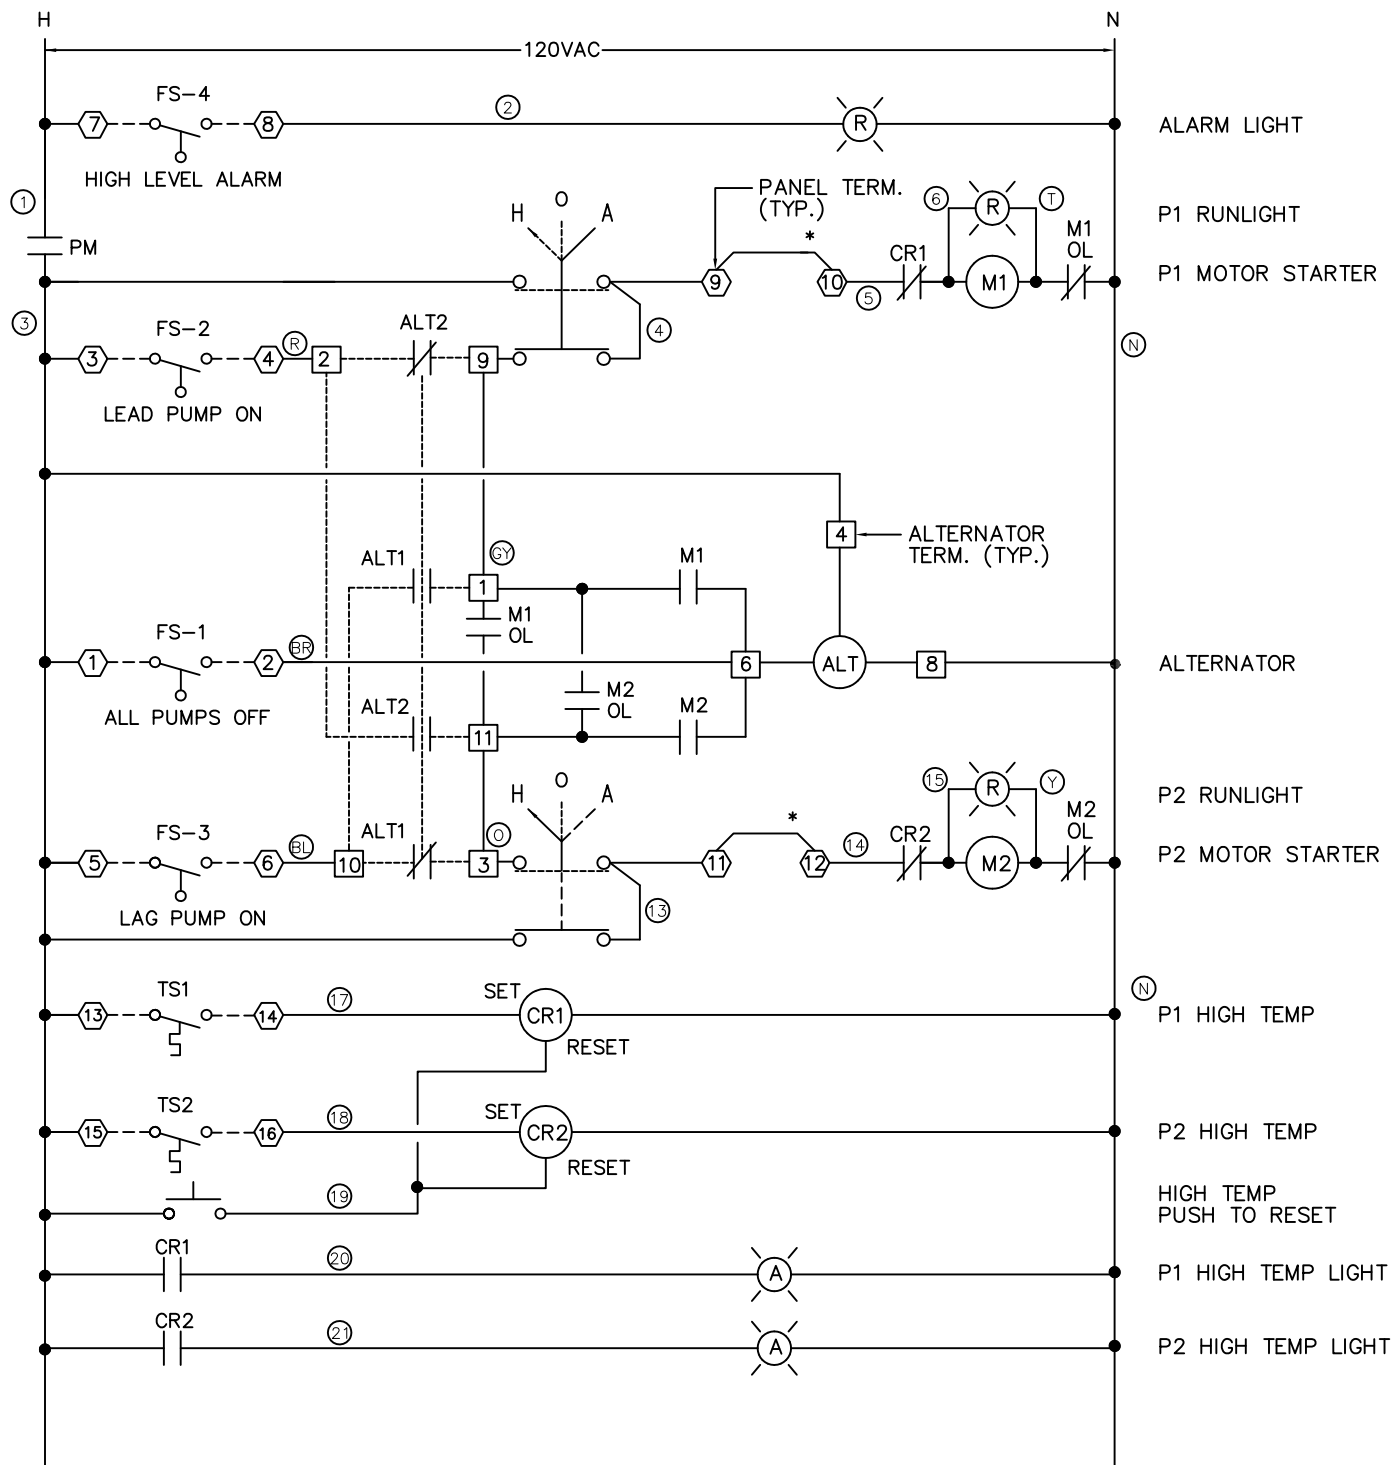 H N
120VAC
FS-4
7 8 2 R ALARM LIGHT
HIGH LEVEL ALARM
1
PM
H O A
PANEL TERM.
(TYP.)
*
6 R T P1 RUNLIGHT
M1
OL
CR1
9 10 5 M1 P1 MOTOR STARTER
3
FS-2 ALT2 4 N
3 4 R 2 9
LEAD PUMP ON
4 ALTERNATOR
TERM. (TYP.)
ALT1 GY M1
1
M1
OL
FS-1
1 2 BR 6 ALT 8 ALTERNATOR
ALL PUMPS OFF
M2
OL
ALT2 M2
11
H O A
15 R Y P2 RUNLIGHT
*
M2
OL
FS-3 ALT1 O
CR2
5 6 BL 10 3 11 12 14 M2 P2 MOTOR STARTER
LAG PUMP ON 13
N
TS1 SET
13 14 17 CR1 P1 HIGH TEMP
RESET
TS2 SET
15 16 18 CR2 P2 HIGH TEMP
RESET
19 HIGH TEMP
PUSH TO RESET
CR1 20 A P1 HIGH TEMP LIGHT
CR2 21 A P2 HIGH TEMP LIGHT